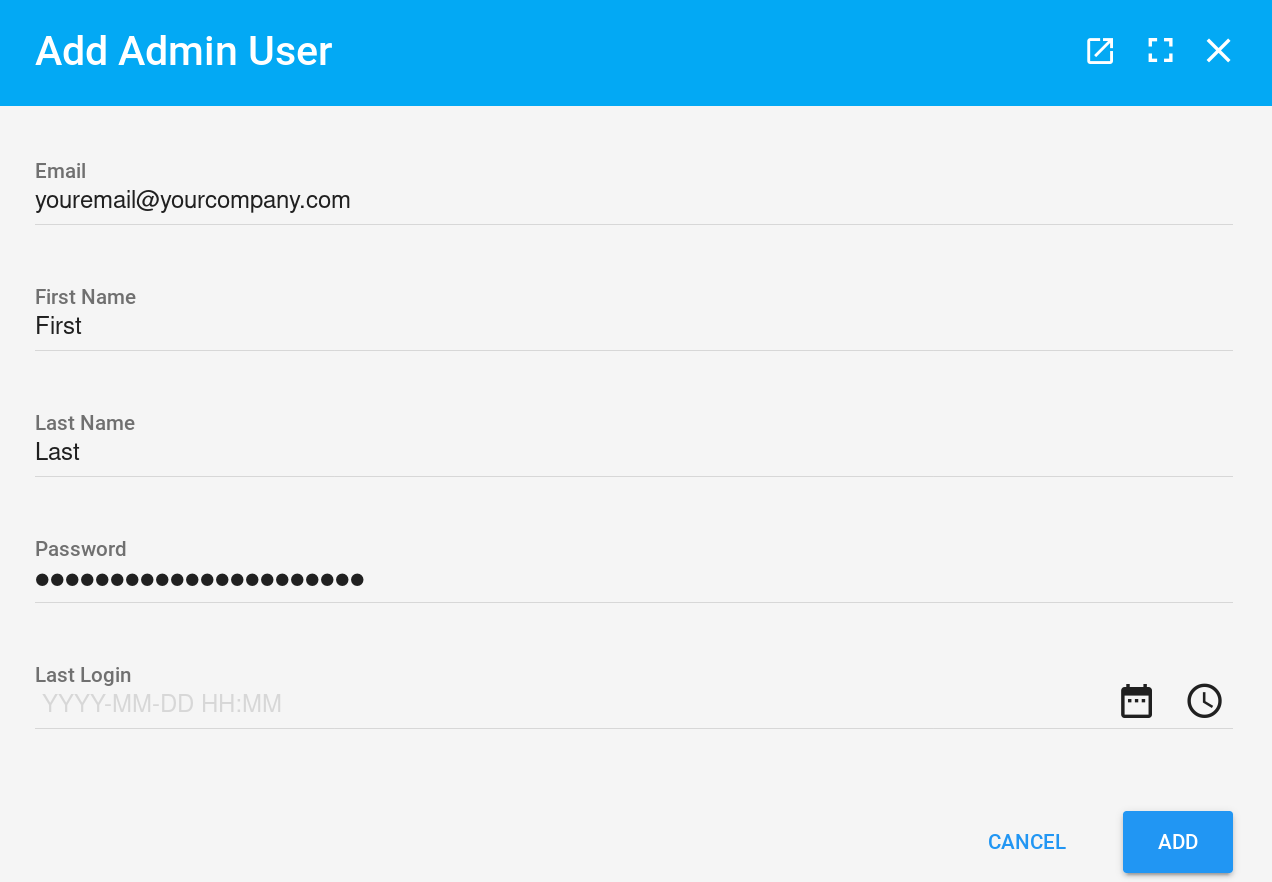 Add Admin User
Email
youremail@yourcompany.com
First Name
First
Last Name
Last
Password
●●●●●●●●●●●●●●●●●●●●●●
Last Login
YYYY-MM-DD HH:MM
CANCEL ADD